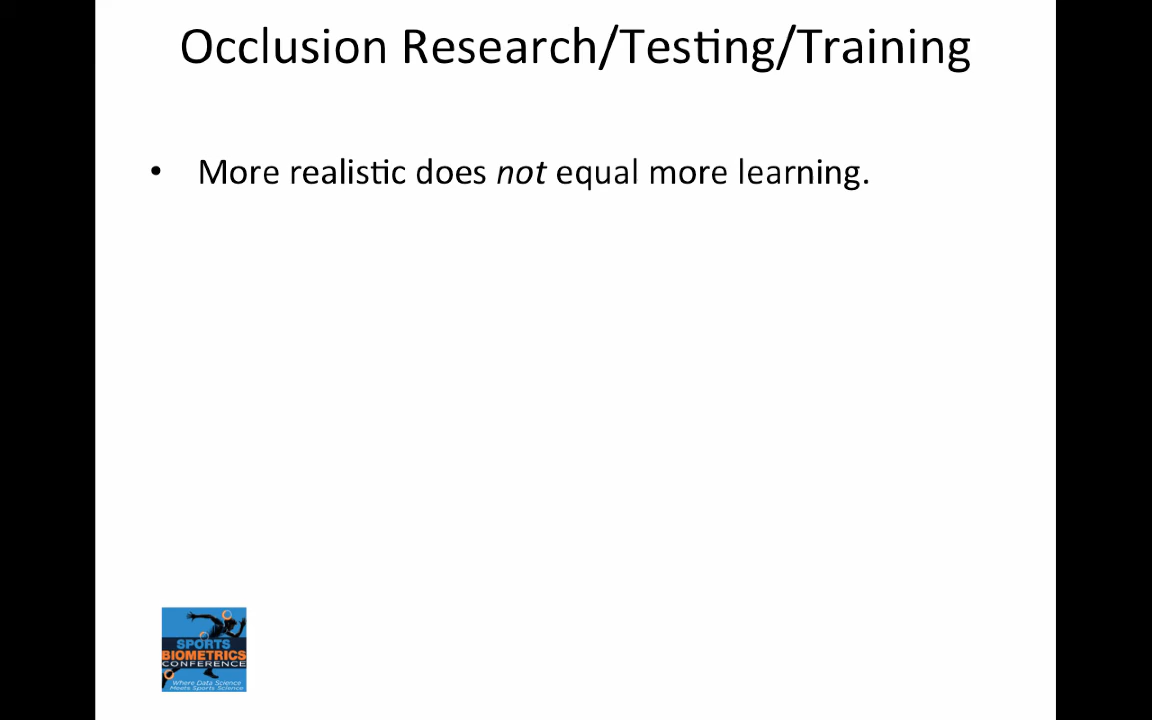 Occlusion Research/Testing/Training
• More realistic does not equal more learning.
SPORTS
BIOMETRICS
CONFERENCE
Where Data Science
Meets Sports Science